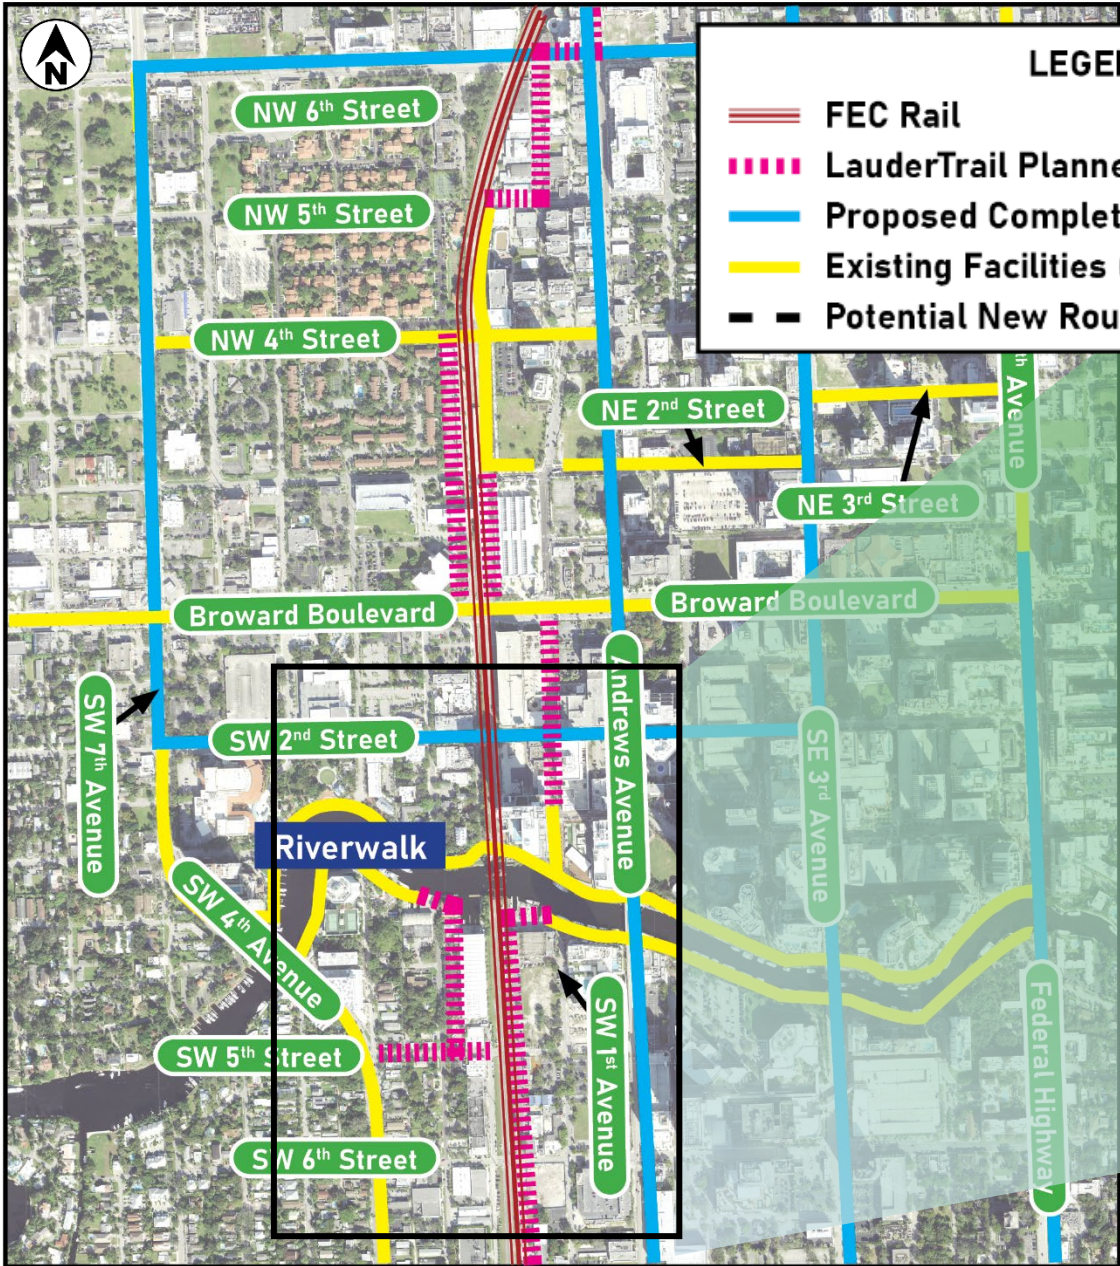 N
LEGE
FEC Rail
LauderTrail Planne
Proposed Complet
Existing Facilities
Potential New Rou
NW 6th Street
NW 5th Street
NW 4th Street
th Avenue
NE 2nd Street
NE 3rd Street
Broward Boulevard
Broward Boulevard
SW 7th Avenue
SW 2nd Street
Andrews Avenue
SE 3rd Avenue
Riverwalk
SW 4th Avenue
SW 5th Street
SW 1st Avenue
Federal Highway
SW 6th Street